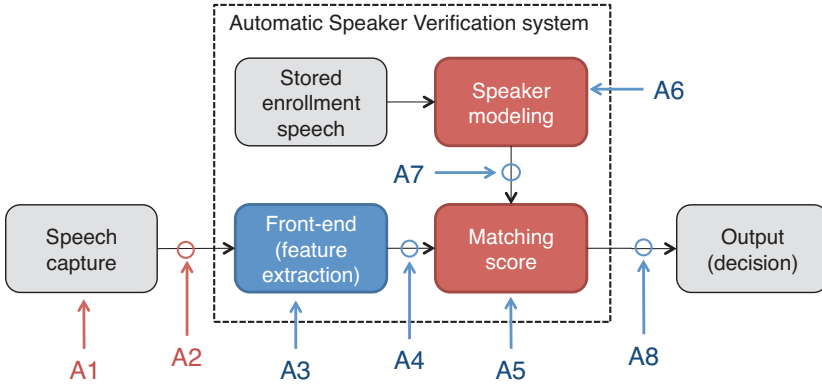 Automatic Speaker Verification system
Stored
enrollment
speech
Speaker
modeling
A6
A7
Speech
capture
Front-end
(feature
extraction)
Matching
score
Output
(decision)
A1
A2
A3
A4
A5
A8